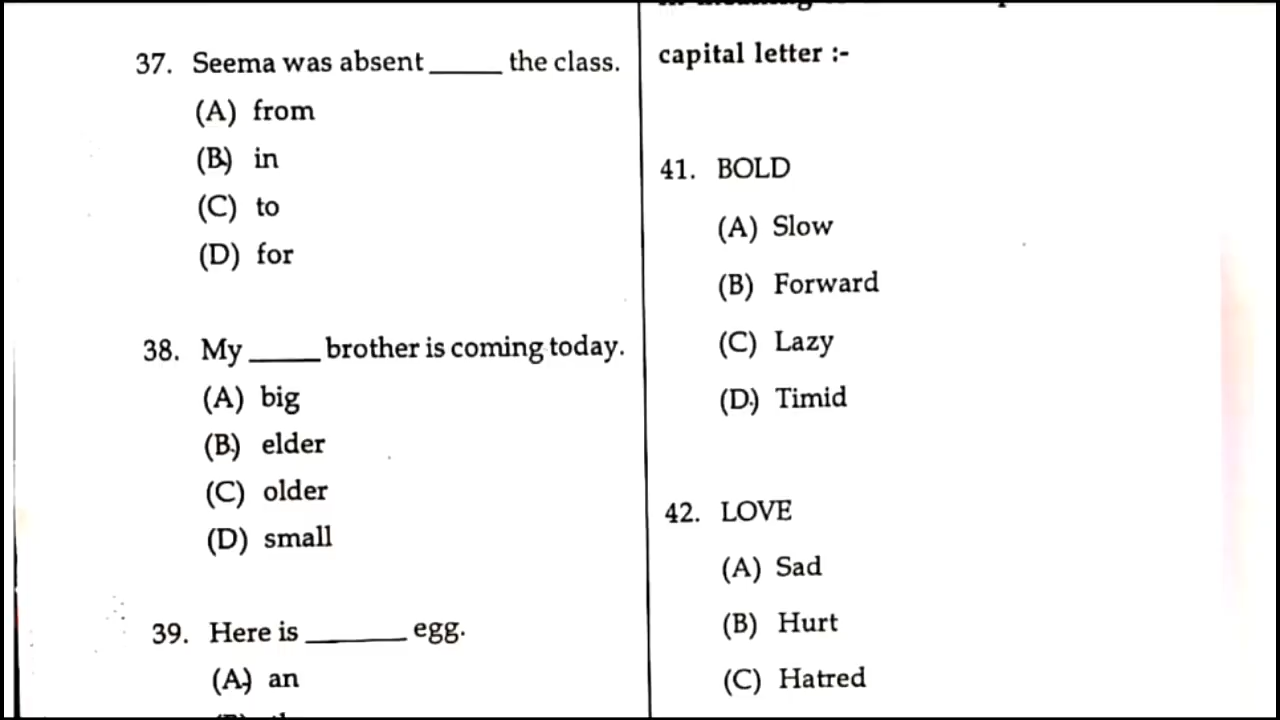 37. Seema was absent _____ the class.
(A) from
(B) in
(C) to
(D) for
38. My _____ brother is coming today.
(A) big
(B) elder
(C) older
(D) small
39. Here is _______ egg.
(A) an
capital letter :-
41. BOLD
(A) Slow
(B) Forward
(C) Lazy
(D) Timid
42. LOVE
(A) Sad
(B) Hurt
(C) Hatred